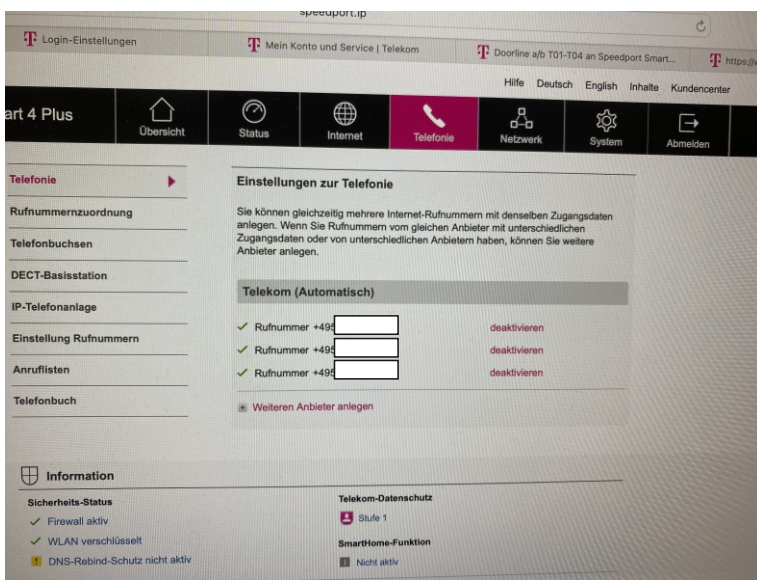 speedport.ip
Login-Einstellungen
Mein Konto und Service | Telekom
Doorline a/b T01-T04 an Speedport Smart...
https://w
Hilfe Deutsch English Inhalte Kundencenter
art 4 Plus
Übersicht
Status
Internet
Telefonie
Netzwerk
System
Abmelden
Telefonie
Rufnummernzuordnung
Telefonbuchsen
DECT-Basisstation
IP-Telefonanlage
Einstellung Rufnummern
Anruflisten
Telefonbuch
Einstellungen zur Telefonie
Sie können gleichzeitig mehrere Internet-Rufnummern mit denselben Zugangsdaten
anlegen. Wenn Sie Rufnummern vom gleichen Anbieter mit unterschiedlichen
Zugangsdaten oder von unterschiedlichen Anbietern haben, können Sie weitere
Anbieter anlegen.
Telekom (Automatisch)
Rufnummer +495 deaktivieren
Rufnummer +495 deaktivieren
Rufnummer +495 deaktivieren
Weiteren Anbieter anlegen
Information
Sicherheits-Status
Firewall aktiv
WLAN verschlüsselt
DNS-Rebind-Schutz nicht aktiv
Telekom-Datenschutz
Stufe 1
SmartHome-Funktion
Nicht aktiv